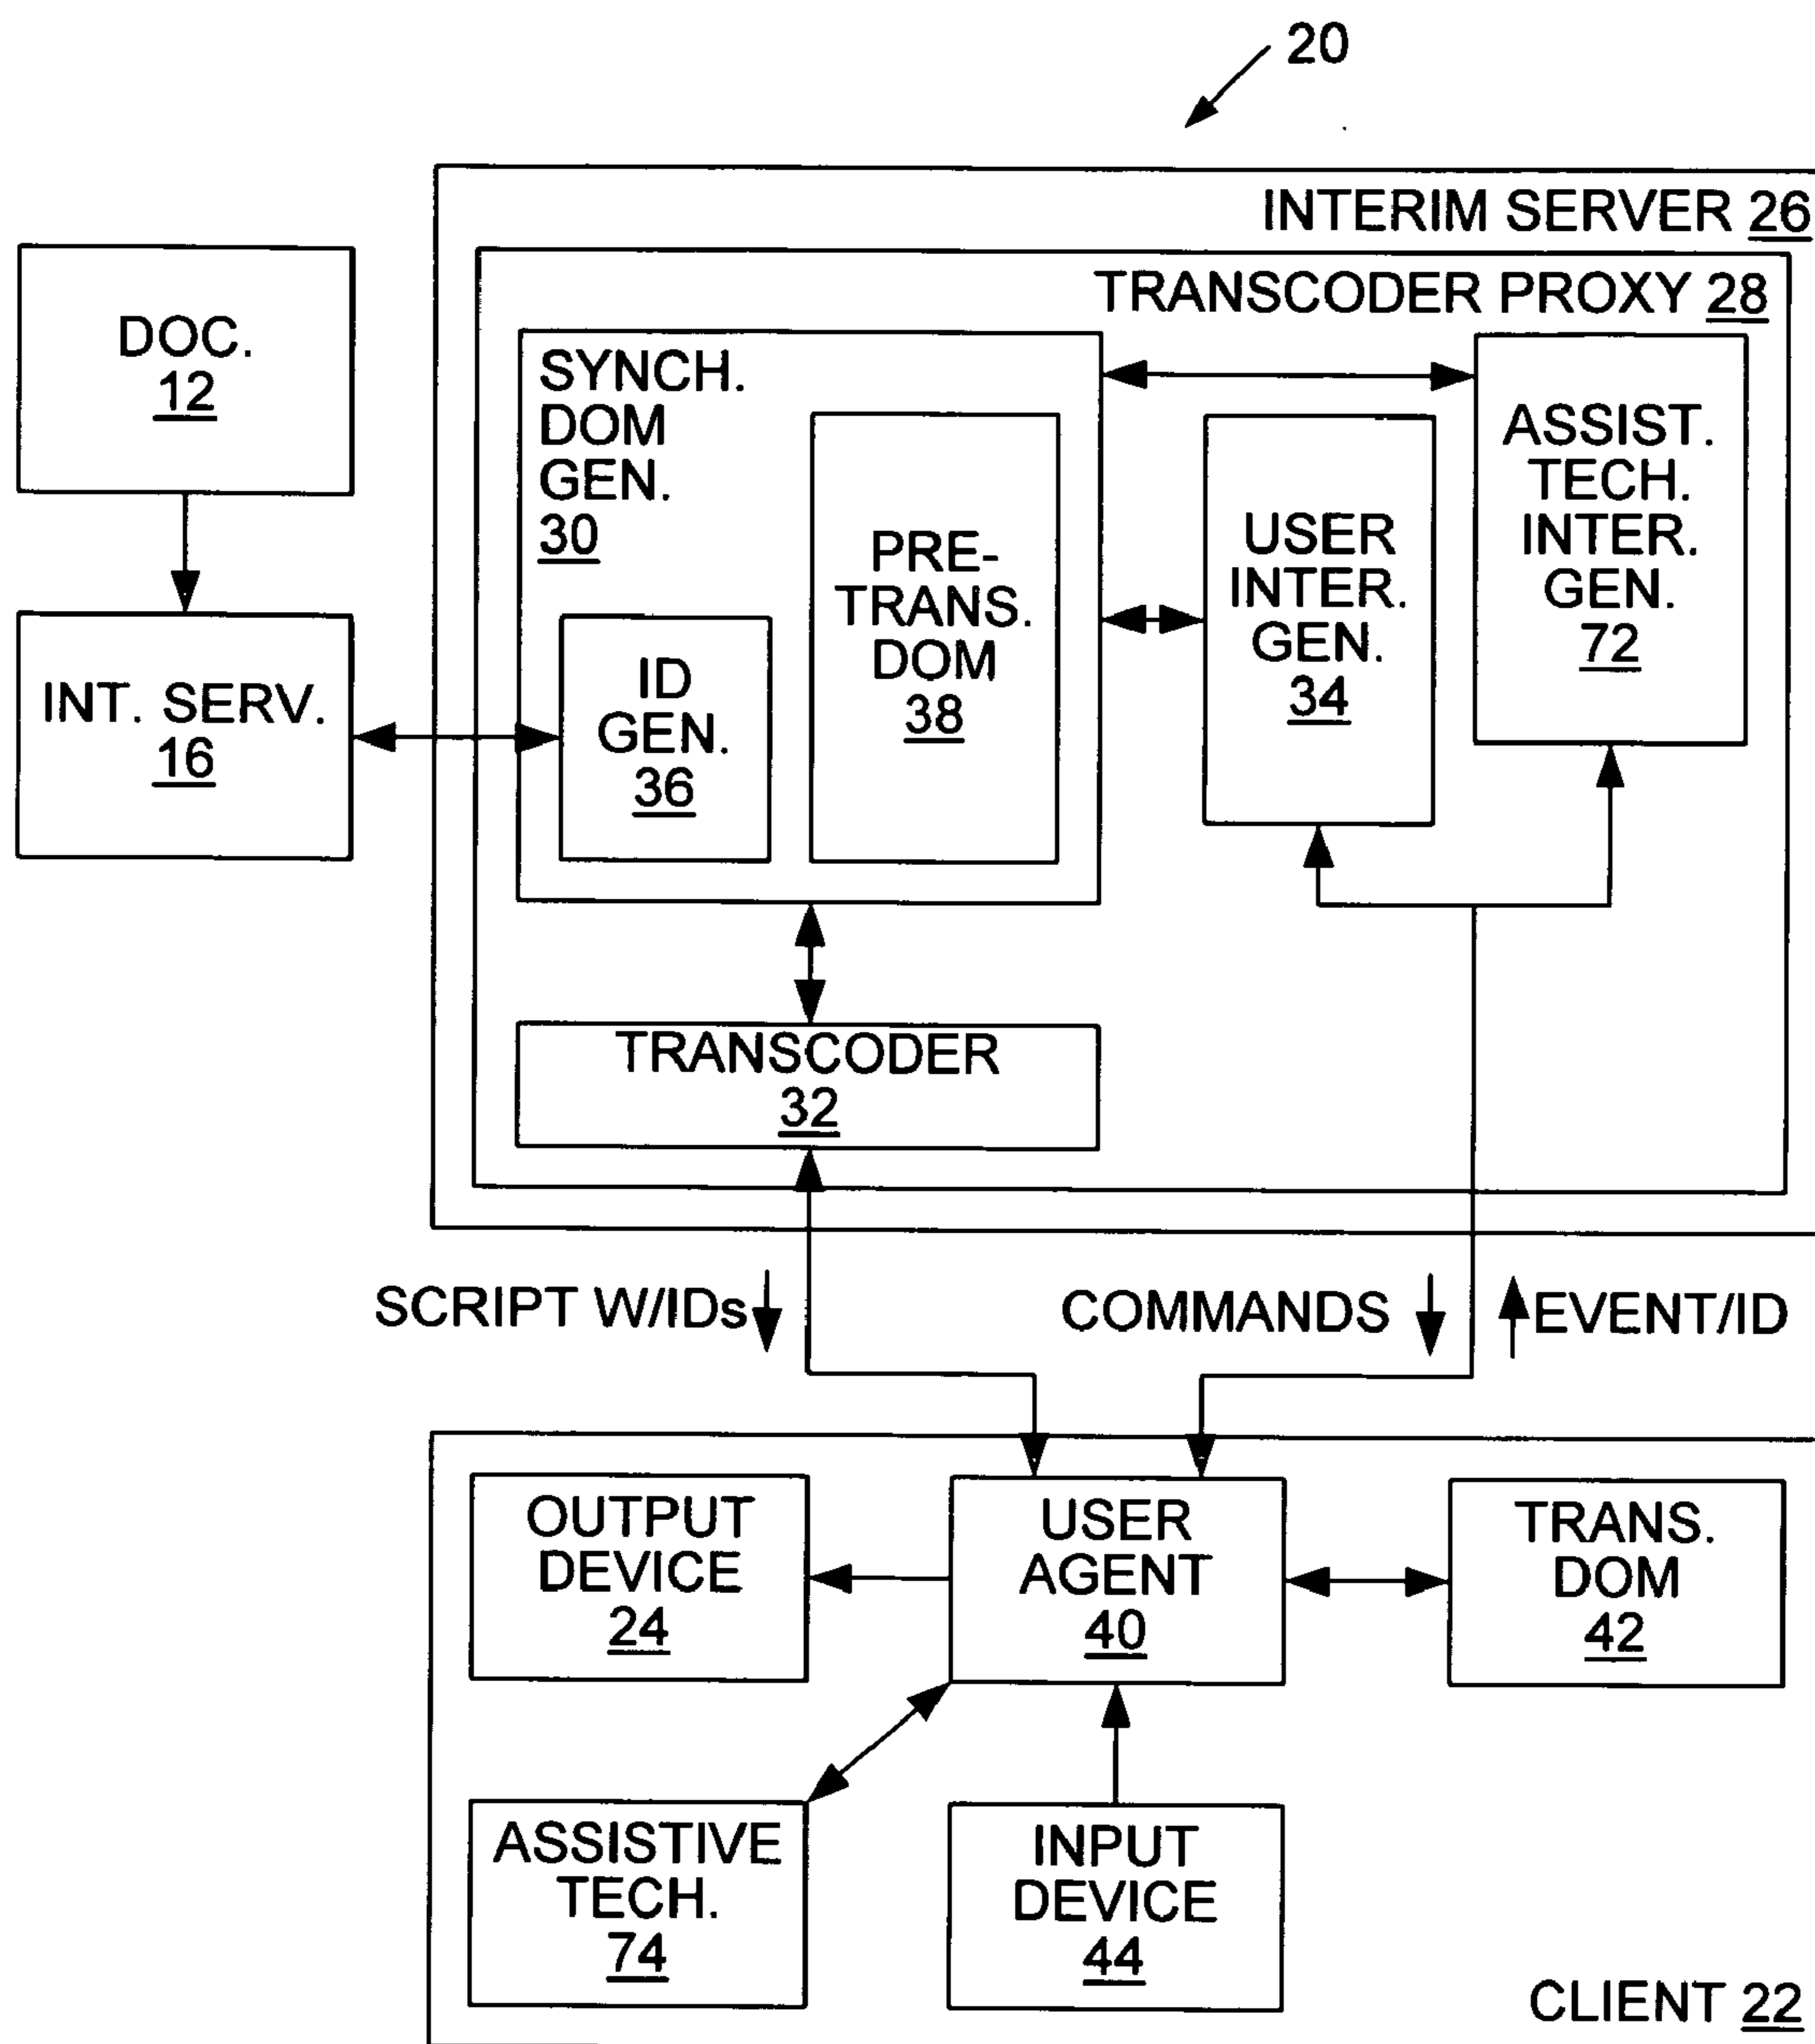 20
INTERIM SERVER 26
TRANSCODER PROXY 28
DOC.
12
INT. SERV.
16
SYNCH.
DOM
GEN.
30
ID
GEN.
36
PRE-
TRANS.
DOM
38
USER
INTER.
GEN.
34
ASSIST.
TECH.
INTER.
GEN.
72
TRANSCODER
32
SCRIPT W/IDs
COMMANDS
EVENT/ID
OUTPUT
DEVICE
24
USER
AGENT
40
TRANS.
DOM
42
ASSISTIVE
TECH.
74
INPUT
DEVICE
44
CLIENT 22